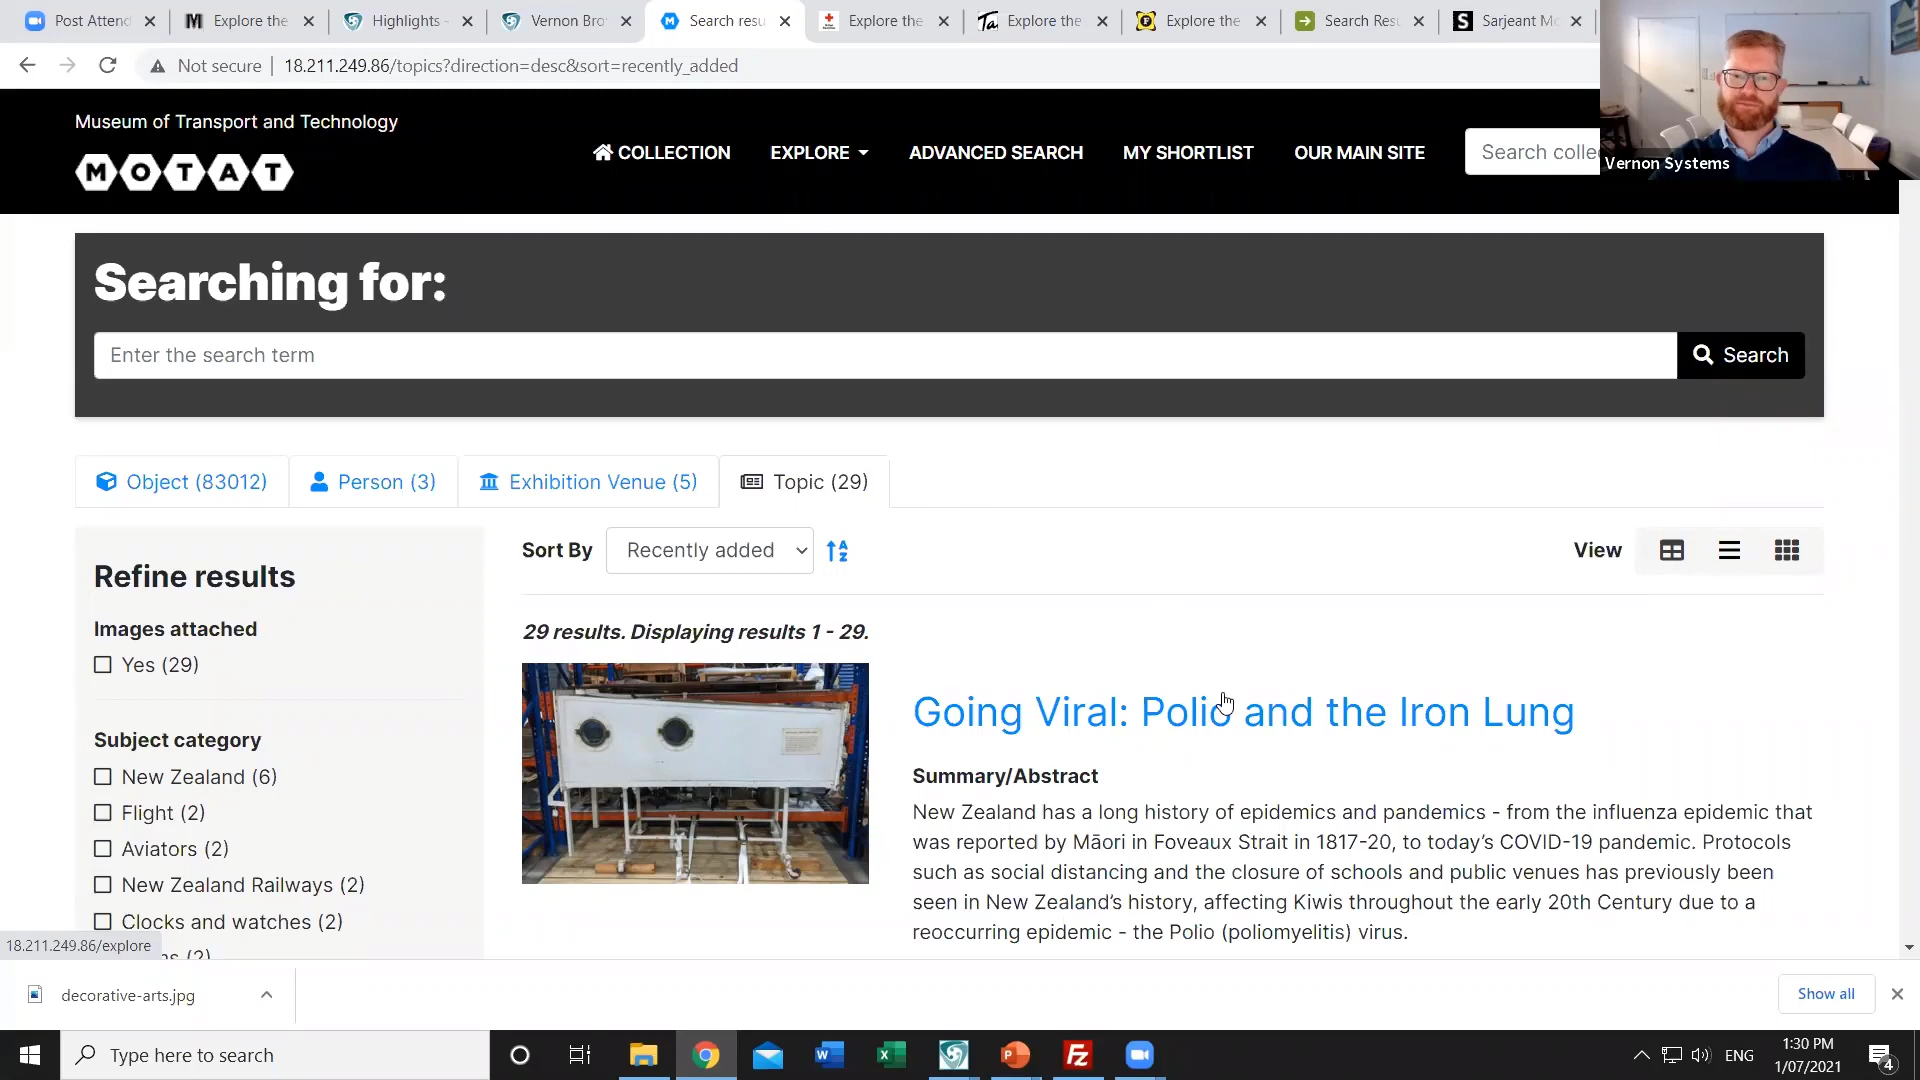 Post Attend
Explore the
Highlights -
Vernon Bro
Search resu
Explore the
Explore the
Explore the
Search Res
Sarjeant Mc
Not secure
18.211.249.86/topics?direction=desc&sort=recently_added
Vernon Systems
Museum of Transport and Technology
MOTAT
COLLECTION
EXPLORE
ADVANCED SEARCH
MY SHORTLIST
OUR MAIN SITE
Search colle
Searching for:
Enter the search term
Search
Object (83012)
Person (3)
Exhibition Venue (5)
Topic (29)
Refine results
Images attached
Yes (29)
Subject category
New Zealand (6)
Flight (2)
Aviators (2)
New Zealand Railways (2)
Clocks and watches (2)
Sort By
Recently added
View
29 results. Displaying results 1 - 29.
Going Viral: Polio and the Iron Lung
Summary/Abstract
New Zealand has a long history of epidemics and pandemics - from the influenza epidemic that
was reported by Māori in Foveaux Strait in 1817-20, to today's COVID-19 pandemic. Protocols
such as social distancing and the closure of schools and public venues has previously been
seen in New Zealand's history, affecting Kiwis throughout the early 20th Century due to a
reoccurring epidemic - the Polio (poliomyelitis) virus.
18.211.249.86/explore
decorative-arts.jpg
Show all
Type here to search
ENG
1:30 PM
1/07/2021
4